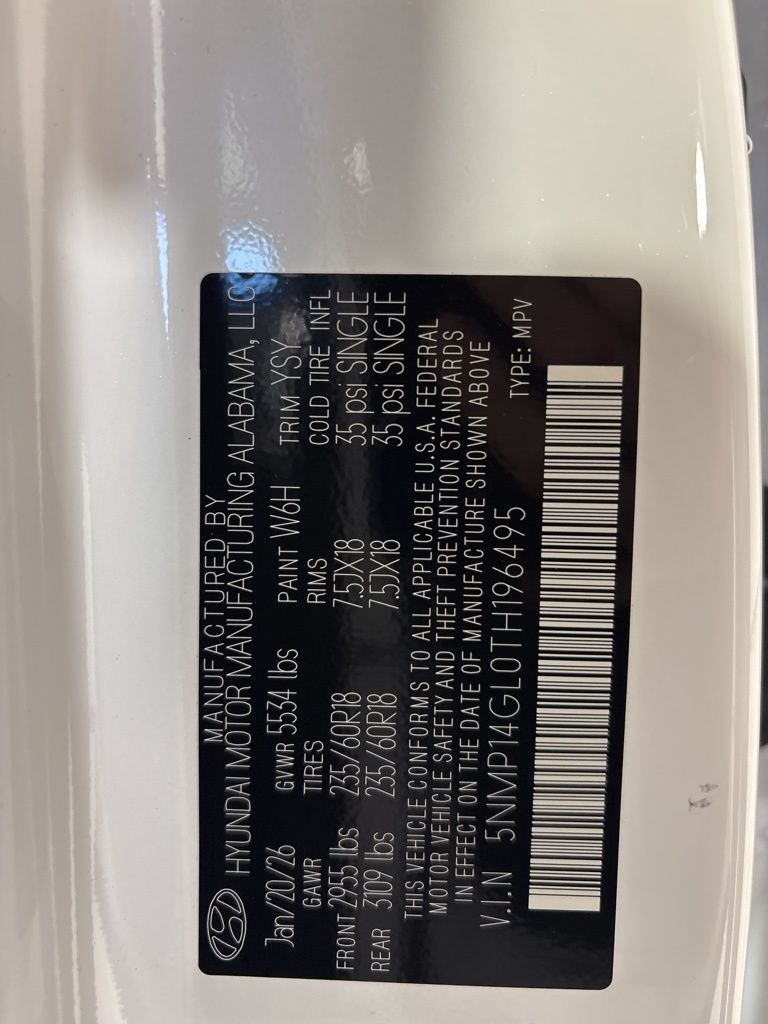 MANUFACTURED BY
HYUNDAI MOTOR MANUFACTURING ALABAMA, LLC
Jan/20/26 GVWR 5534 lbs PAINT W6H TRIM YSY
GAWR TIRES RIMS COLD TIRE INFL
FRONT 2955 lbs 235/60R18 7.5JX18 35 psi SINGLE
REAR 3109 lbs 235/60R18 7.5JX18 35 psi SINGLE
THIS VEHICLE CONFORMS TO ALL APPLICABLE U.S.A. FEDERAL
MOTOR VEHICLE SAFETY AND THEFT PREVENTION STANDARDS
IN EFFECT ON THE DATE OF MANUFACTURE SHOWN ABOVE
V.I.N 5NMP14GL0TH196495 TYPE: MPV